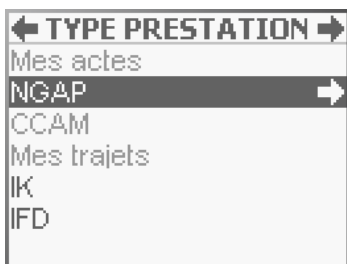 TYPE PRESTATION
Mes actes
NGAP
CCAM
Mes trajets
IK
IFD